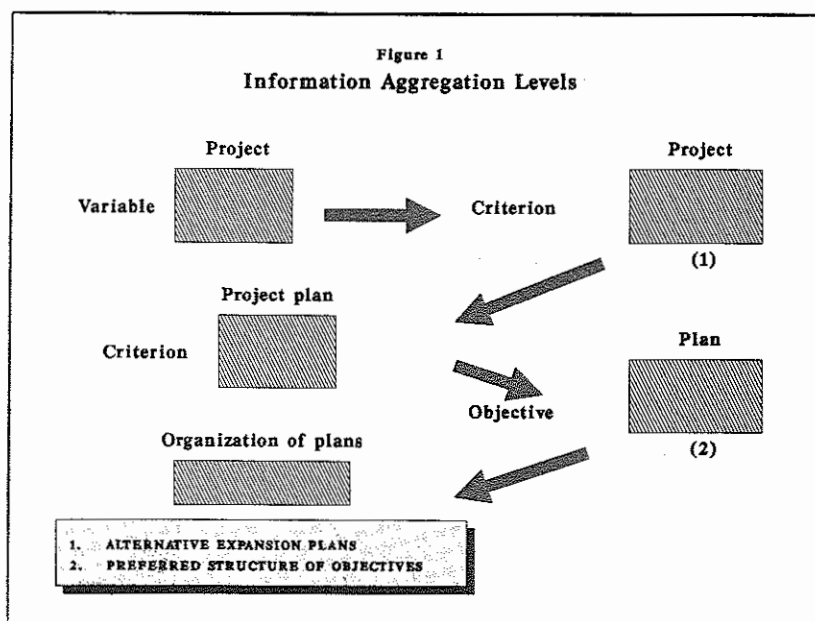 Figure 1
Information Aggregation Levels
Project
Project
Variable
Criterion
(1)
Project plan
Plan
Criterion
Objective
Organization of plans
(2)
1. ALTERNATIVE EXPANSION PLANS
2. PREFERRED STRUCTURE OF OBJECTIVES